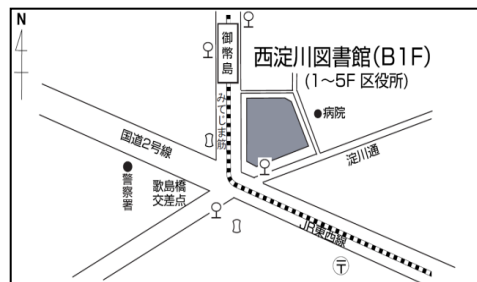 N
御幣島
西淀川図書館(B1F)
(1〜5F 区役所)
病院
みてじま筋
国道2号線
淀川通
警察署
歌島橋
交差点
JR東西線
〒